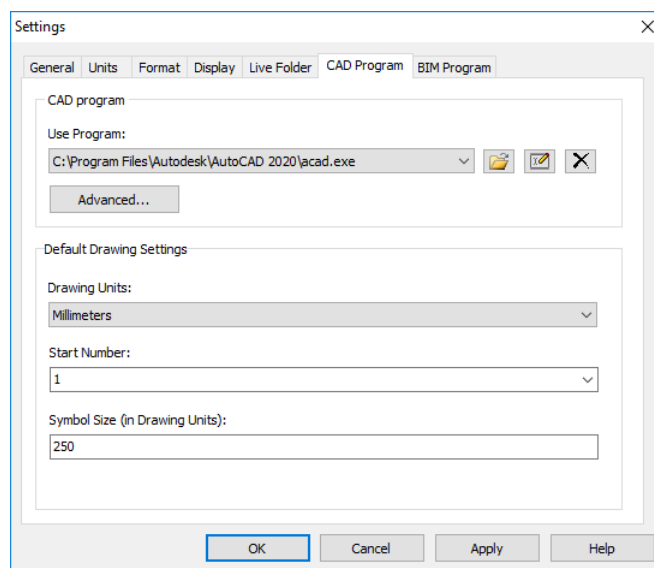 Settings
General Units Format Display Live Folder CAD Program BIM Program
CAD program
Use Program:
C:\Program Files\Autodesk\AutoCAD 2020\acad.exe
Advanced...
Default Drawing Settings
Drawing Units:
Millimeters
Start Number:
1
Symbol Size (in Drawing Units):
250
OK Cancel Apply Help